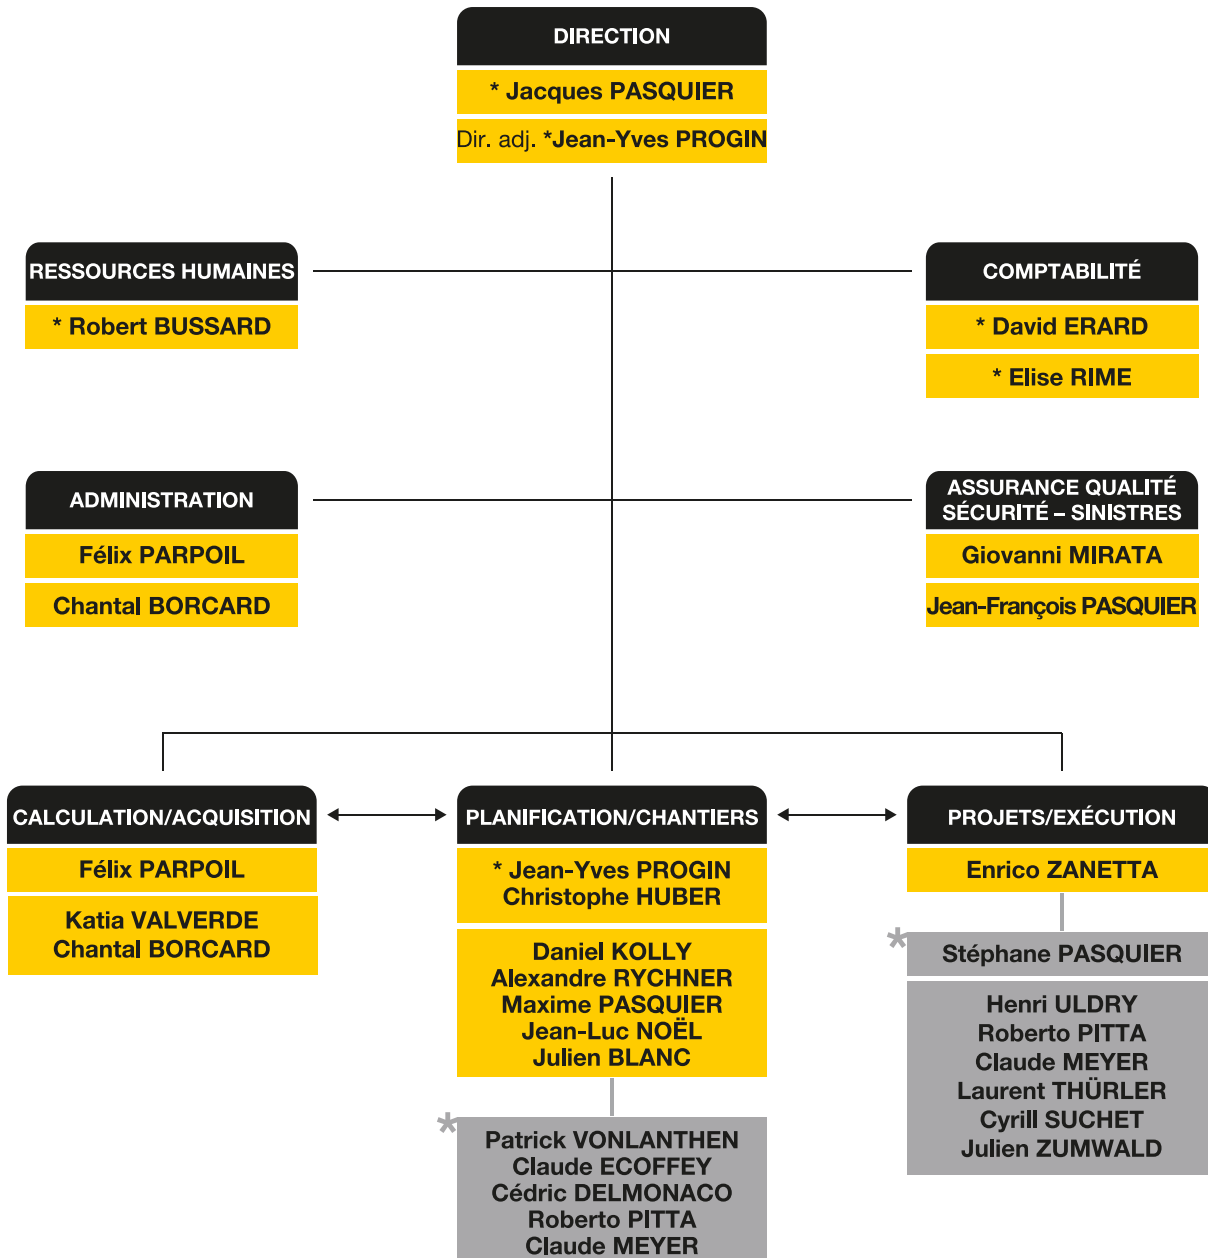 DIRECTION
* Jacques PASQUIER
Dir. adj. *Jean-Yves PROGIN
RESSOURCES HUMAINES
* Robert BUSSARD
COMPTABILITÉ
* David ERARD
* Elise RIME
ADMINISTRATION
Félix PARPOIL
Chantal BORCARD
ASSURANCE QUALITÉ
SÉCURITÉ – SINISTRES
Giovanni MIRATA
Jean-François PASQUIER
CALCULATION/ACQUISITION
Félix PARPOIL
Katia VALVERDE
Chantal BORCARD
PLANIFICATION/CHANTIERS
* Jean-Yves PROGIN
Christophe HUBER
Daniel KOLLY
Alexandre RYCHNER
Maxime PASQUIER
Jean-Luc NOËL
Julien BLANC
*
Patrick VONLANTHEN
Claude ECOFFEY
Cédric DELMONACO
Roberto PITTA
Claude MEYER
PROJETS/EXÉCUTION
Enrico ZANETTA
*
Stéphane PASQUIER
Henri ULDRY
Roberto PITTA
Claude MEYER
Laurent THÜRLER
Cyrill SUCHET
Julien ZUMWALD